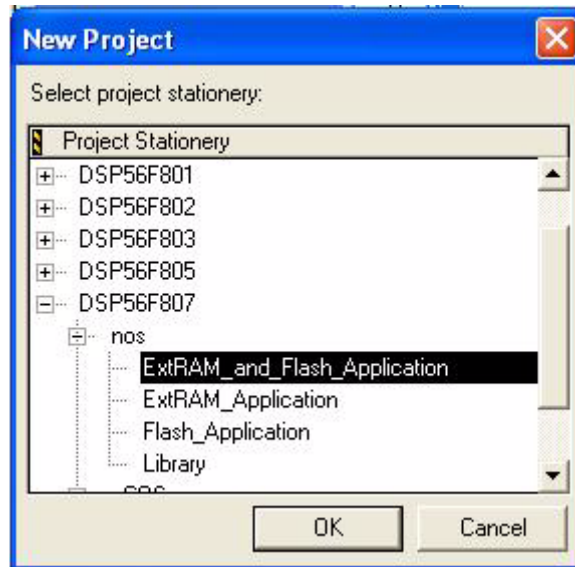 New Project
Select project stationery:
Project Stationery
DSP56F801
DSP56F802
DSP56F803
DSP56F805
DSP56F807
nos
ExtRAM_and_Flash_Application
ExtRAM_Application
Flash_Application
Library
OK Cancel